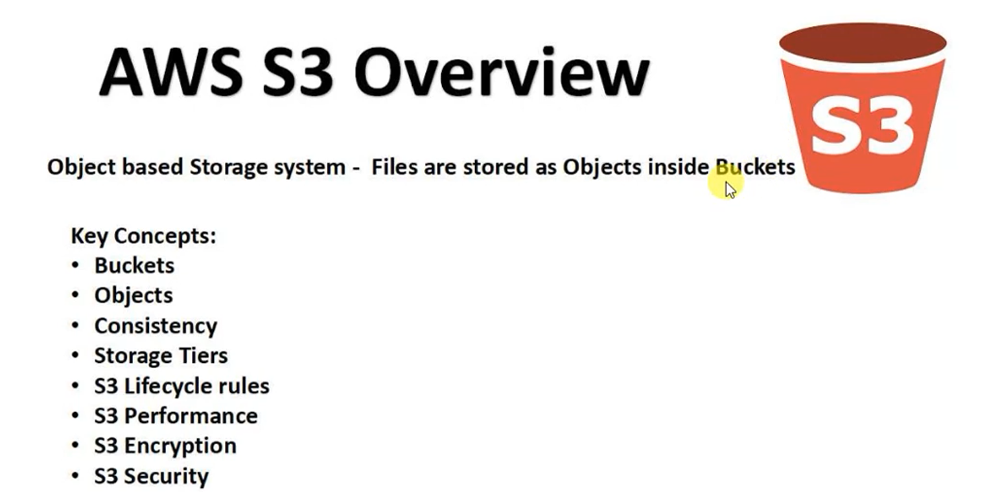 AWS S3 Overview
S3
Object based Storage system - Files are stored as Objects inside Buckets
Key Concepts:
• Buckets
• Objects
• Consistency
• Storage Tiers
• S3 Lifecycle rules
• S3 Performance
• S3 Encryption
• S3 Security